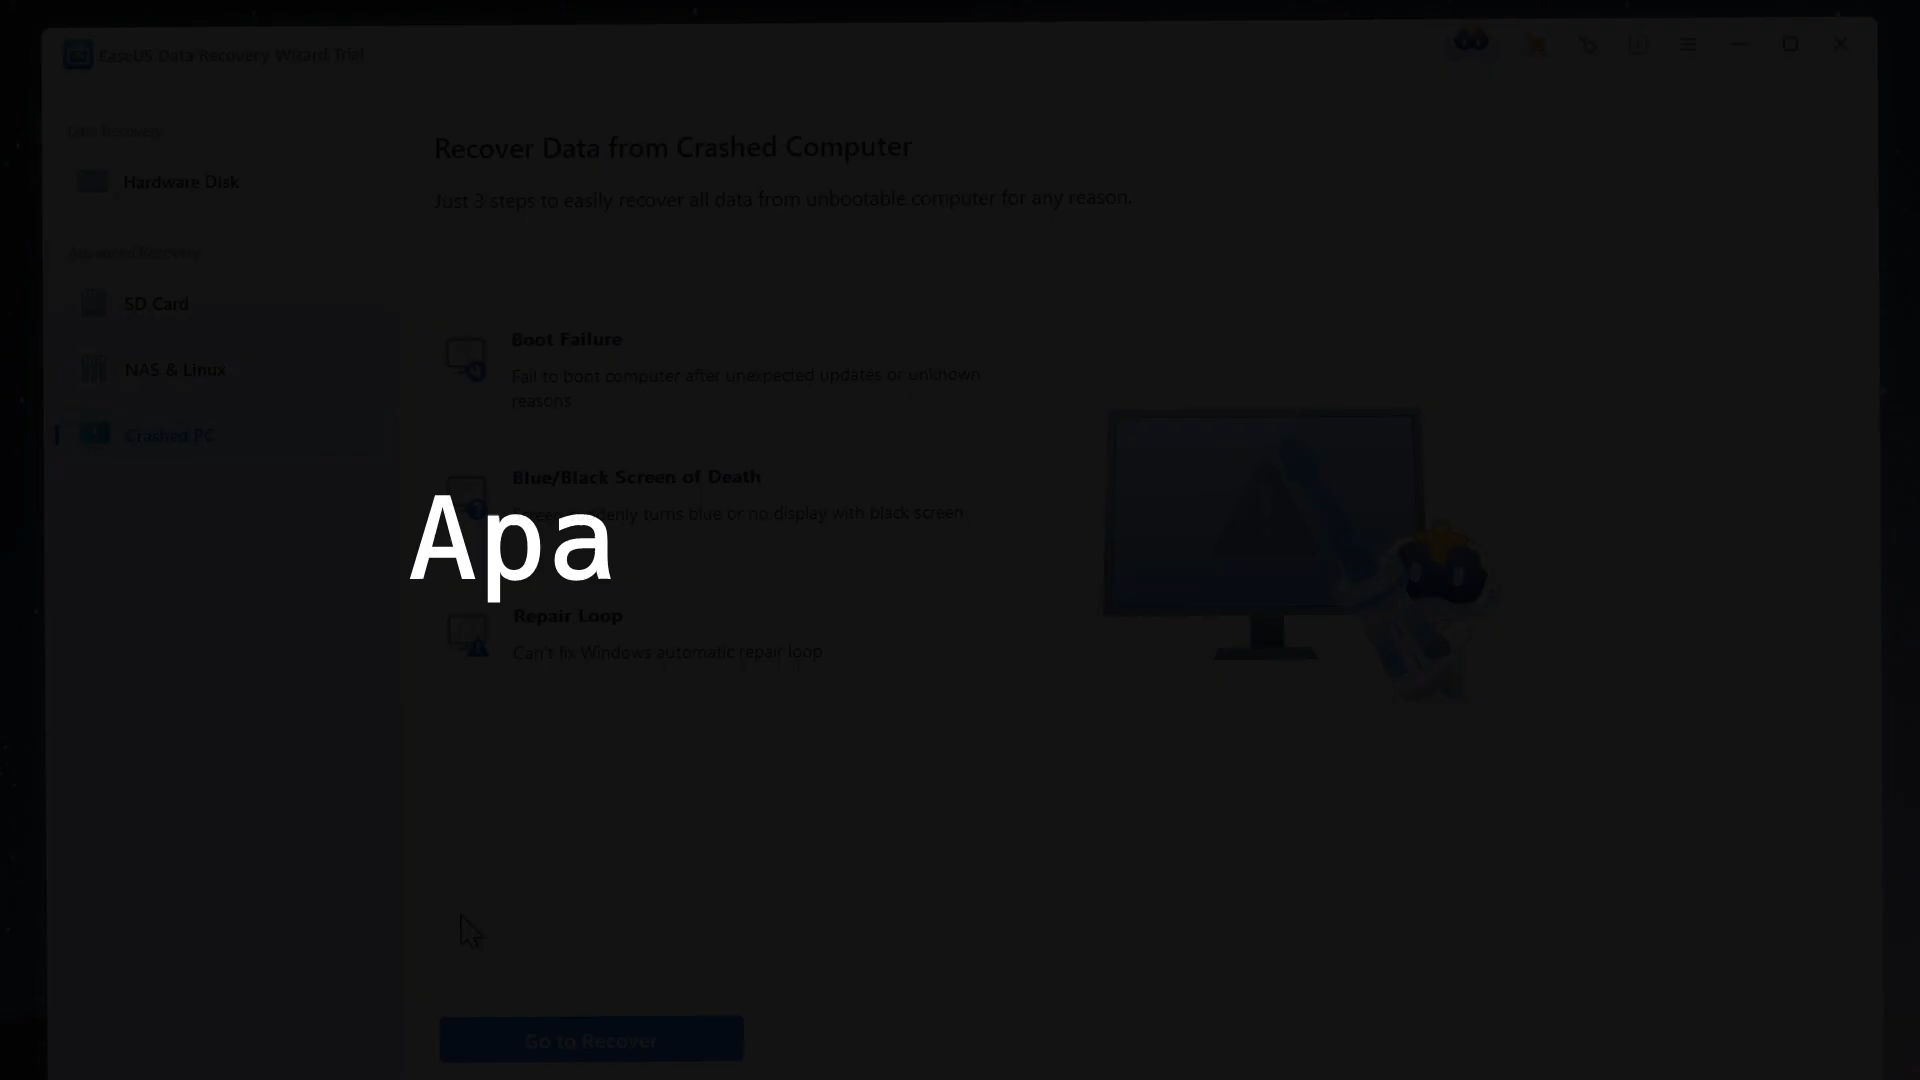 EaseUS Data Recovery Wizard Trial
Data Recovery
Hardware Disk
Advanced Recovery
SD Card
NAS & Linux
Crashed PC
Recover Data from Crashed Computer
Just 3 steps to easily recover all data from unbootable computer for any reason.
Boot Failure
Fail to boot computer after unexpected updates or unknown
reasons
Blue/Black Screen of Death
Screen suddenly turns blue or no display with black screen
Apa
Repair Loop
Can't fix Windows automatic repair loop
Go to Recover